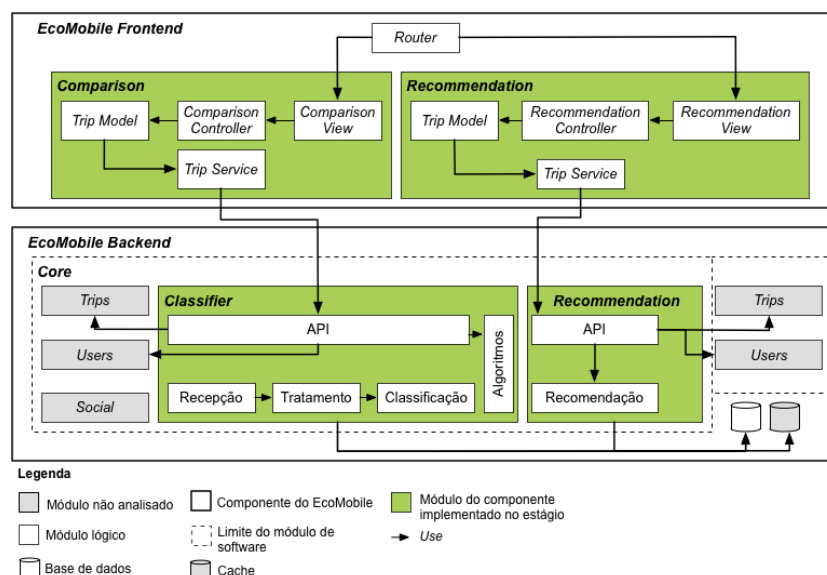 EcoMobile Frontend
Router
Comparison
Trip Model
Comparison
Controller
Comparison
View
Trip Service
Recommendation
Trip Model
Recommendation
Controller
Recommendation
View
Trip Service
EcoMobile Backend
Core
Trips
Users
Social
Classifier
API
Algoritmos
Recepção
Tratamento
Classificação
Recommendation
API
Recomendação
Trips
Users
Legenda
Módulo não analisado
Módulo lógico
Base de dados
Componente do EcoMobile
Limite do módulo de
software
Cache
Módulo do componente
implementado no estágio
Use